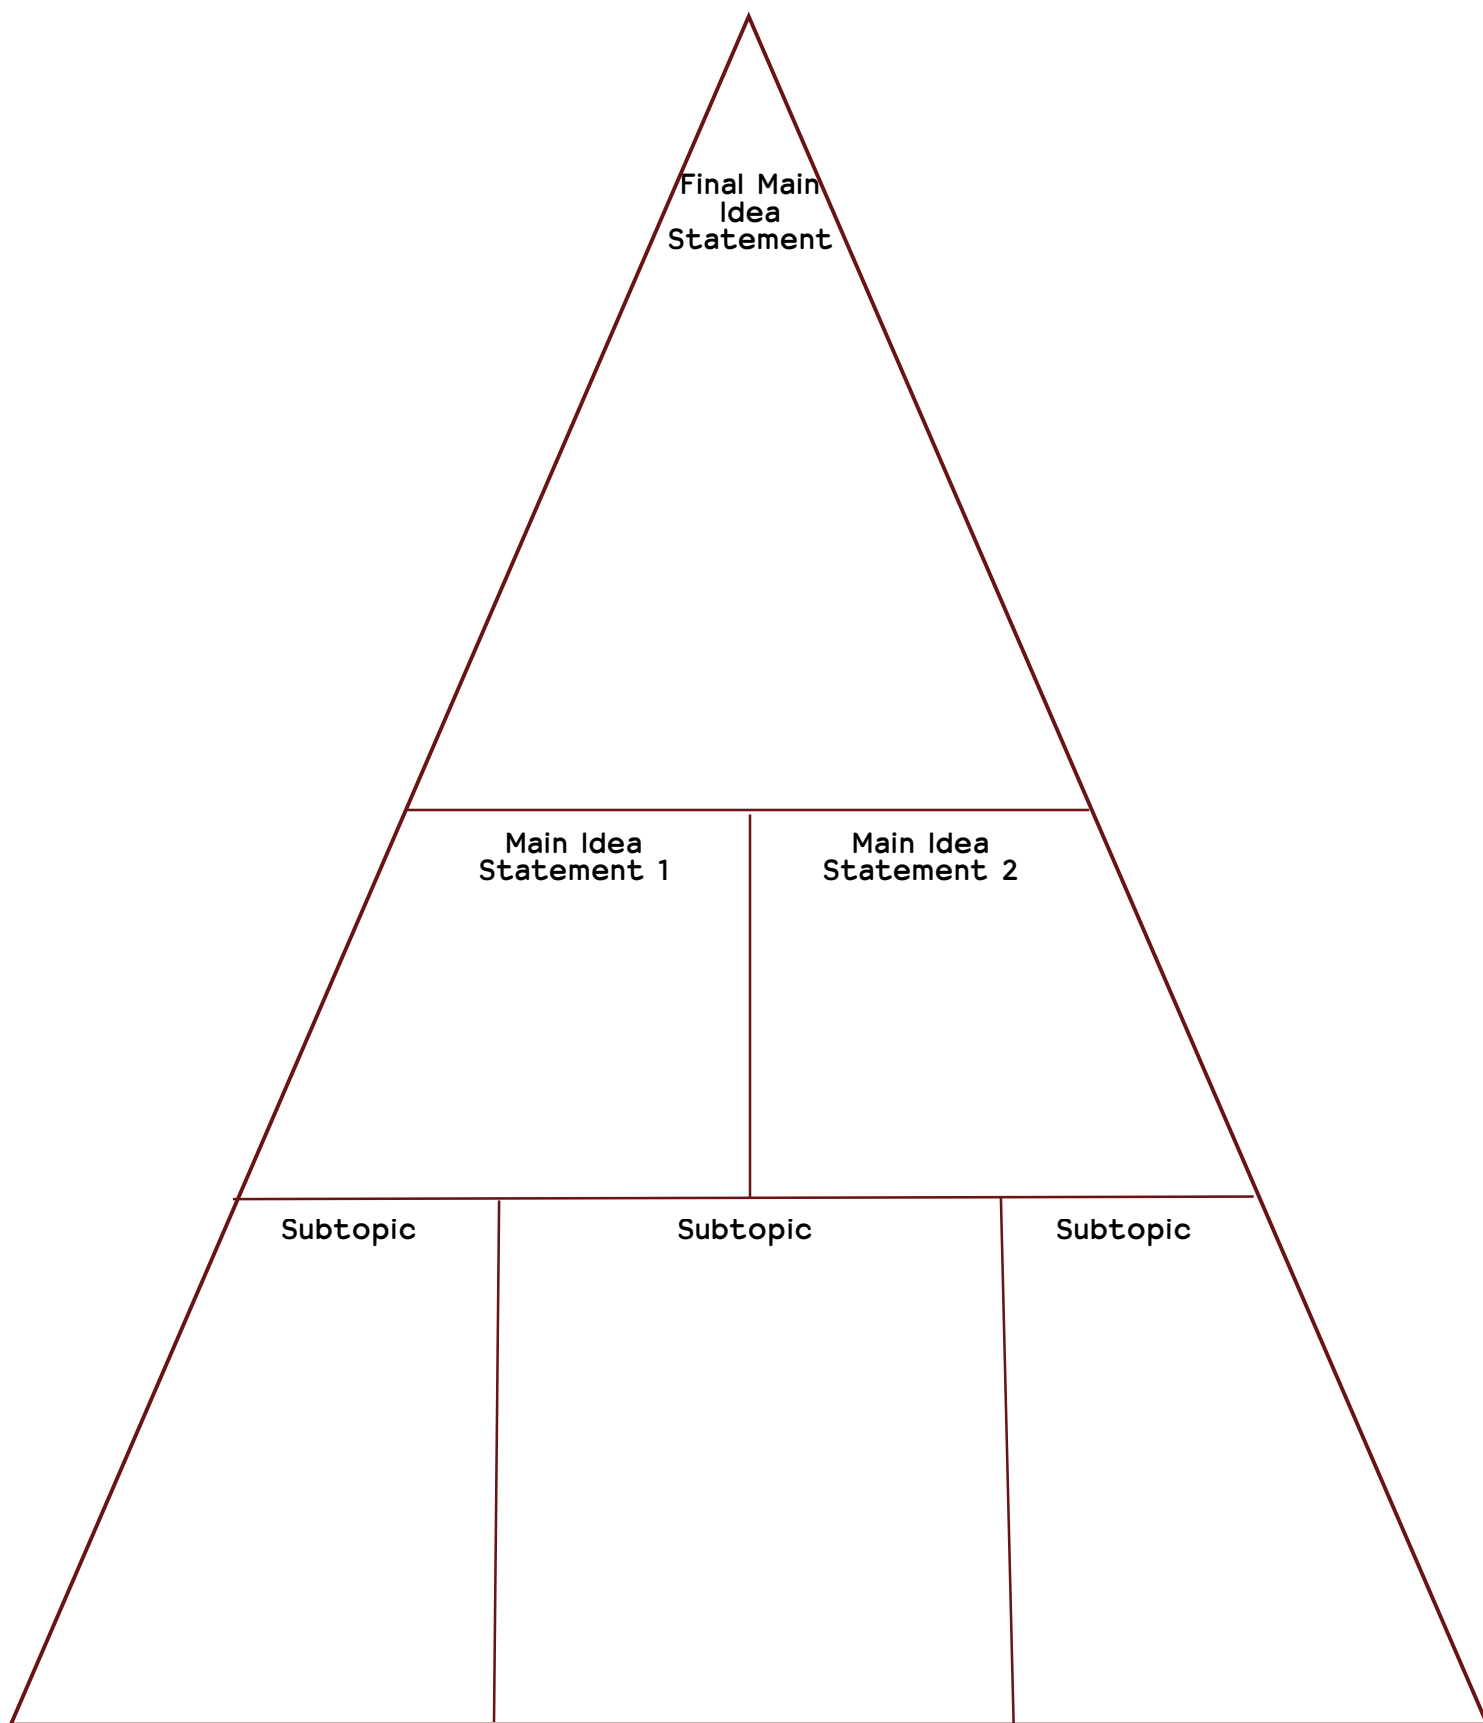 Final Main
Idea
Statement
Main Idea
Statement 1
Main Idea
Statement 2
Subtopic
Subtopic
Subtopic